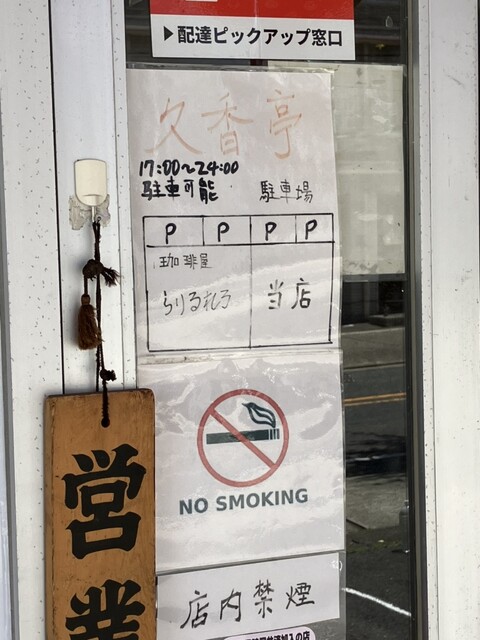 ▶配達ピックアップ窓口
久香亭
17:00〜24:00
駐車可能 駐車場
P P P P
珈琲屋
らりるれろ 当店
NO SMOKING
店内禁煙
営業